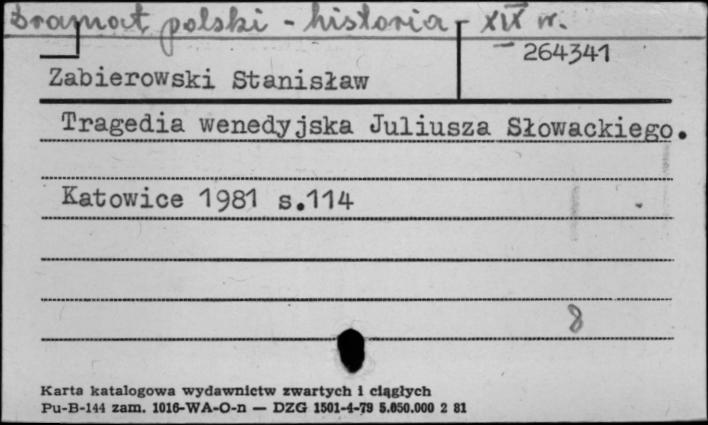 Dramat polski - historia - XIX w.
264341
Zabierowski Stanisław
Tragedia wenedyjska Juliusza Słowackiego.
Katowice 1981 s.114
8
Karta katalogowa wydawnictw zwartych i ciągłych
Pu-B-144 zam. 1016-WA-O-n — DZG 1501-4-79 5.850.000 2 81